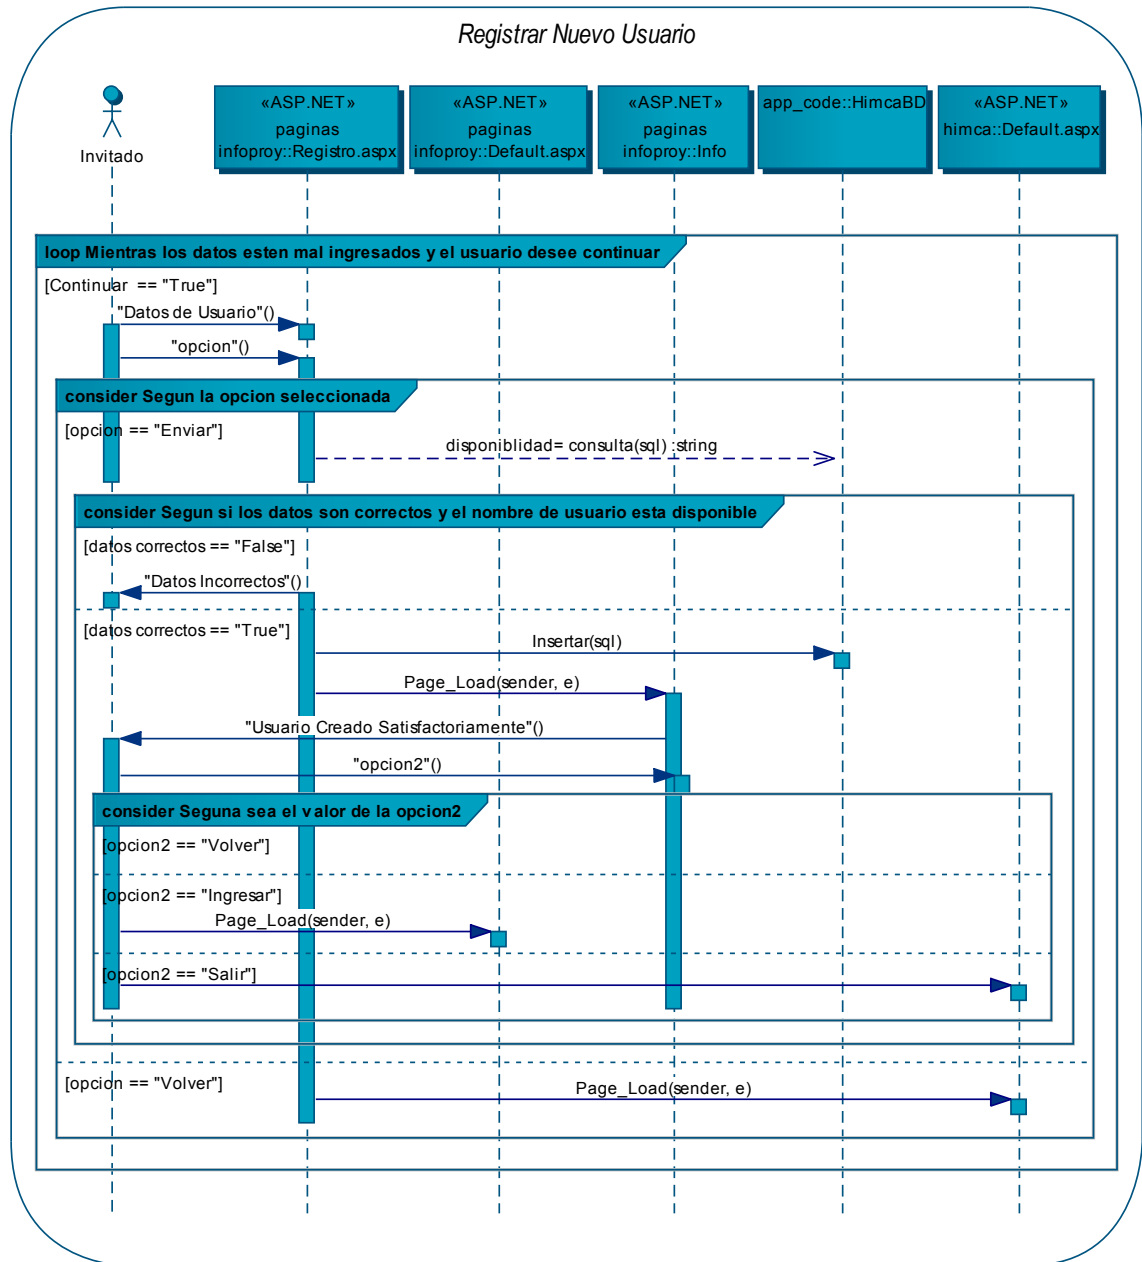 Registrar Nuevo Usuario
Invitado
«ASP.NET»
paginas
infoproy::Registro.aspx
«ASP.NET»
paginas
infoproy::Default.aspx
«ASP.NET»
paginas
infoproy::Info
app_code::HimcaBD
«ASP.NET»
himca::Default.aspx
loop Mientras los datos esten mal ingresados y el usuario desee continuar
[Continuar == "True"]
"Datos de Usuario"()
"opcion"()
consider Segun la opcion seleccionada
[opcion == "Enviar"]
disponiblidad= consulta(sql) :string
consider Segun si los datos son correctos y el nombre de usuario esta disponible
[datos correctos == "False"]
"Datos Incorrectos"()
[datos correctos == "True"]
Insertar(sql)
Page_Load(sender, e)
"Usuario Creado Satisfactoriamente"()
"opcion2"()
consider Seguna sea el valor de la opcion2
[opcion2 == "Volver"]
[opcion2 == "Ingresar"]
Page_Load(sender, e)
[opcion2 == "Salir"]
[opcion == "Volver"]
Page_Load(sender, e)